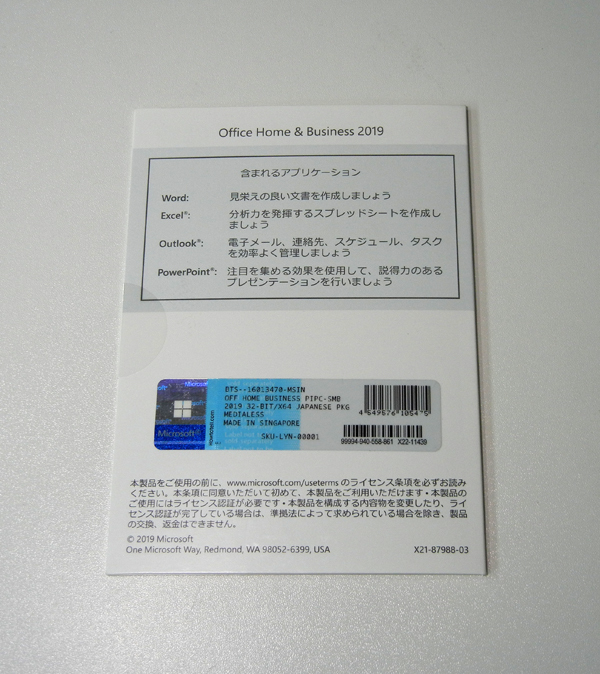 Office Home & Business 2019
含まれるアプリケーション
Word: 見栄えの良い文書を作成しましょう
Excel®: 分析力を発揮するスプレッドシートを作成し
ましょう
Outlook®: 電子メール、連絡先、スケジュール、タスク
を効率よく管理しましょう
PowerPoint®: 注目を集める効果を使用して、説得力のある
プレゼンテーションを行いましょう
Microsoft
Microsoft
DTS--16013470-MSIN
OFF HOME BUSINESS PIPC-SMB
2019 32-BIT/X64 JAPANESE PKG
MEDIALESS
MADE IN SINGAPORE
SKU-LYN-00001
4 549576 110547 5
99994-940-558-861 X22-11439
本製品をご使用の前に、www.microsoft.com/useterms のライセンス条項を必ずお読み
ください。本条項に同意いただいて初めて、本製品をご利用いただけます・本製品の
ご使用にはライセンス認証が必要です・本製品を構成する内容物を変更したり、ライ
センス認証が完了している場合は、準拠法によって求められている場合を除き、製品
の交換、返金はできません。
© 2019 Microsoft
One Microsoft Way, Redmond, WA 98052-6399, USA X21-87988-03